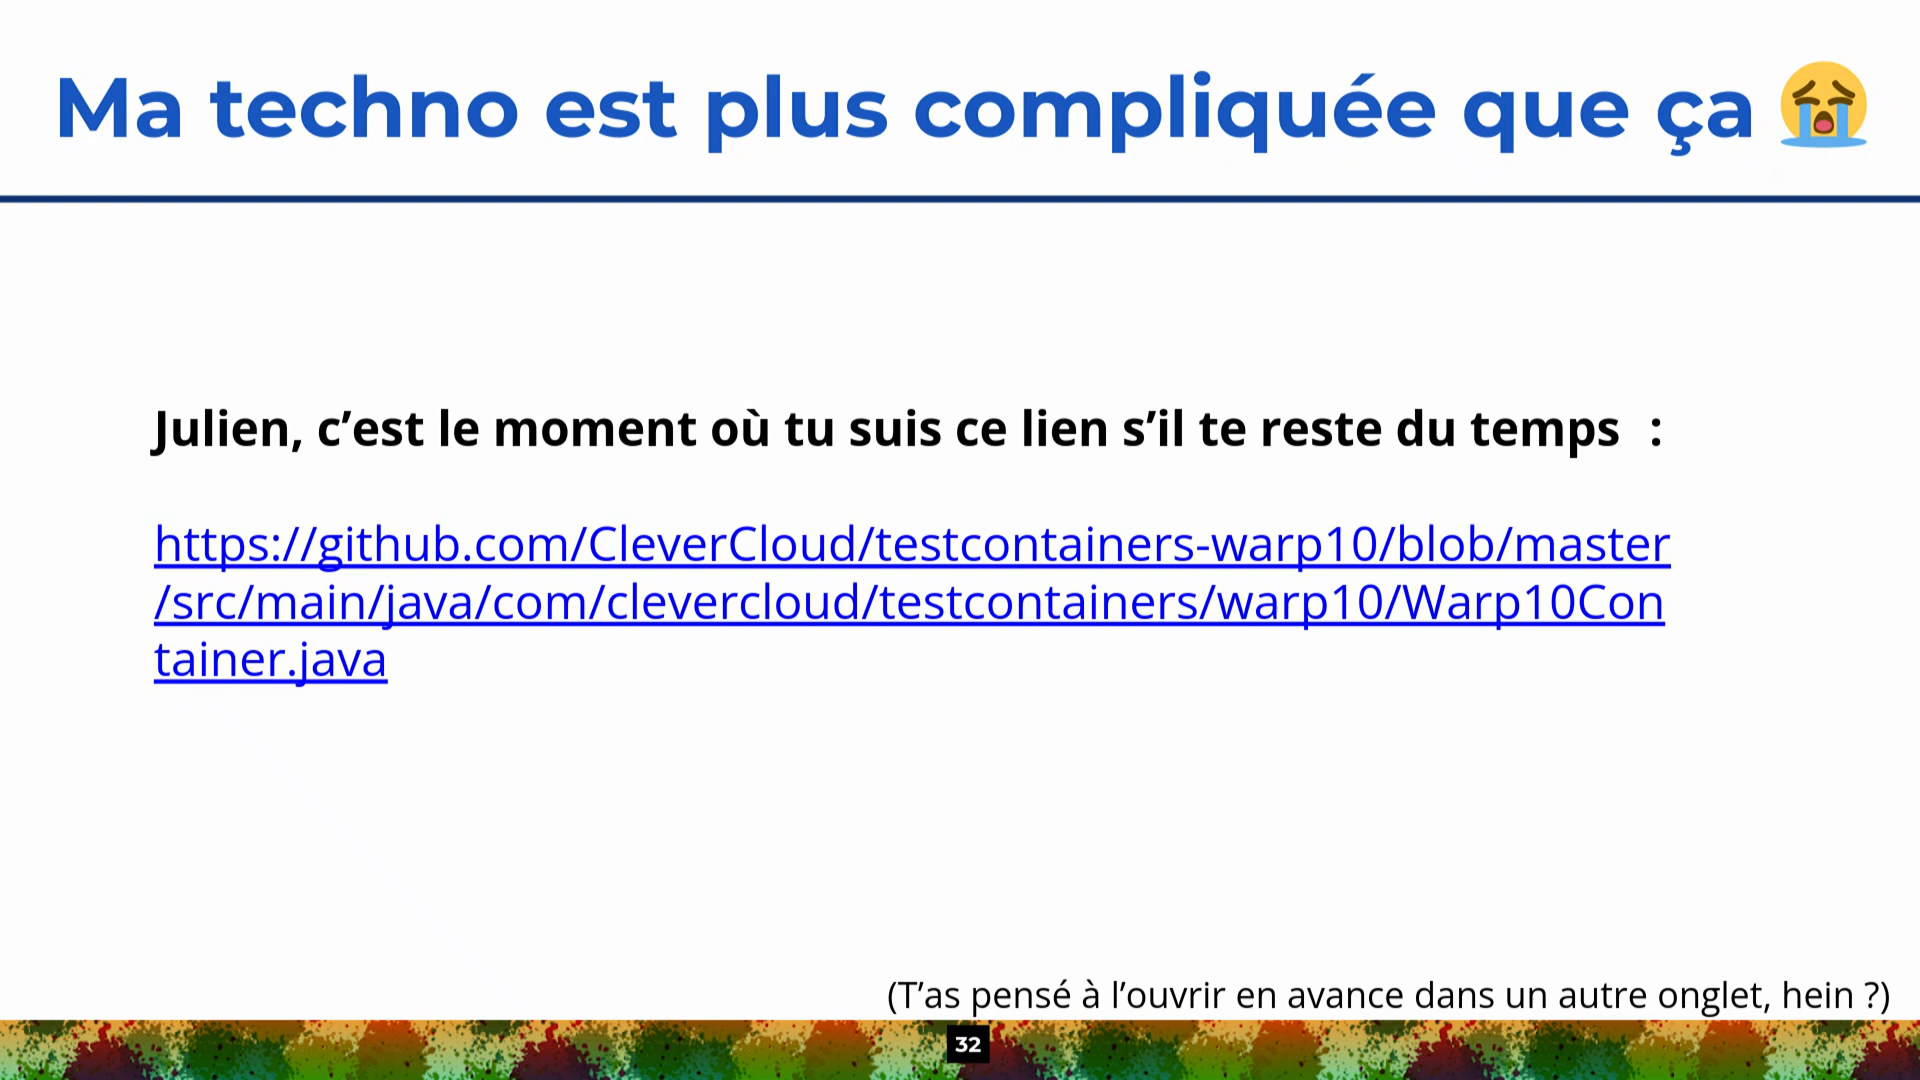 Ma techno est plus compliquée que ça 😭
Julien, c’est le moment où tu suis ce lien s’il te reste du temps :
https://github.com/CleverCloud/testcontainers-warp10/blob/master
/src/main/java/com/clevercloud/testcontainers/warp10/Warp10Con
tainer.java
(T’as pensé à l’ouvrir en avance dans un autre onglet, hein ?)
32